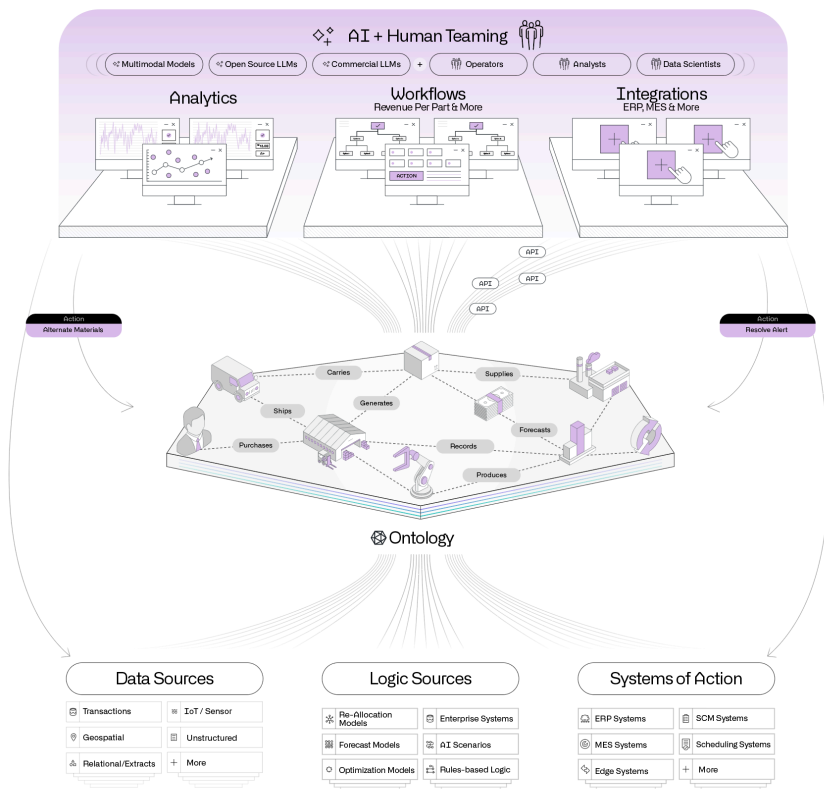 AI + Human Teaming
Multimodal Models
Open Source LLMs
Commercial LLMs
+
Operators
Analysts
Data Scientists
Analytics
Workflows
Revenue Per Part & More
Integrations
ERP, MES & More
ACTION
API
API
API
API
Action
Alternate Materials
Action
Resolve Alert
Carries
Supplies
Generates
Ships
Forecasts
Purchases
Records
Produces
Ontology
Data Sources
Transactions
IoT / Sensor
Geospatial
Unstructured
Relational/Extracts
More
Logic Sources
Re-Allocation
Models
Enterprise Systems
Forecast Models
AI Scenarios
Optimization Models
Rules-based Logic
Systems of Action
ERP Systems
SCM Systems
MES Systems
Scheduling Systems
Edge Systems
More